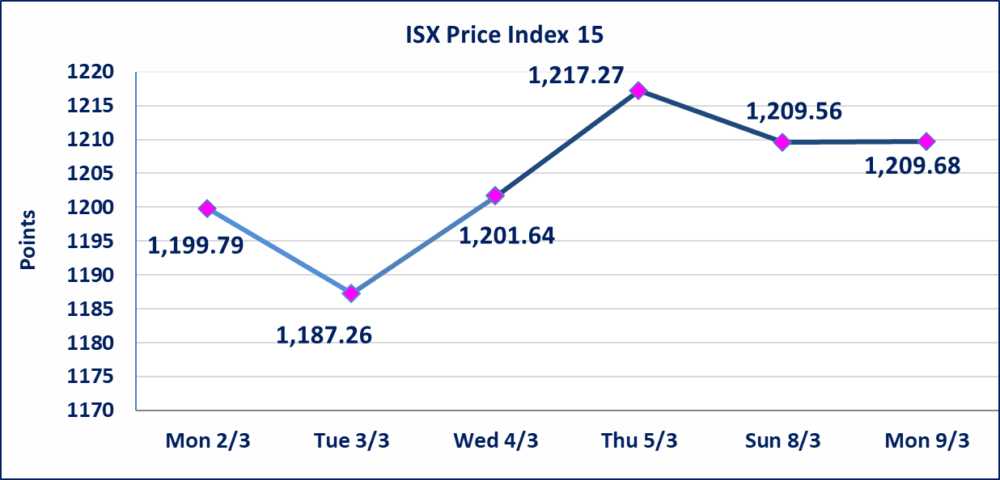 ISX Price Index 15
1220
1215
1210
1205
1200
1195
1190
1185
1180
1175
1170
Points
1,199.79
1,187.26
1,201.64
1,217.27
1,209.56
1,209.68
Mon 2/3
Tue 3/3
Wed 4/3
Thu 5/3
Sun 8/3
Mon 9/3